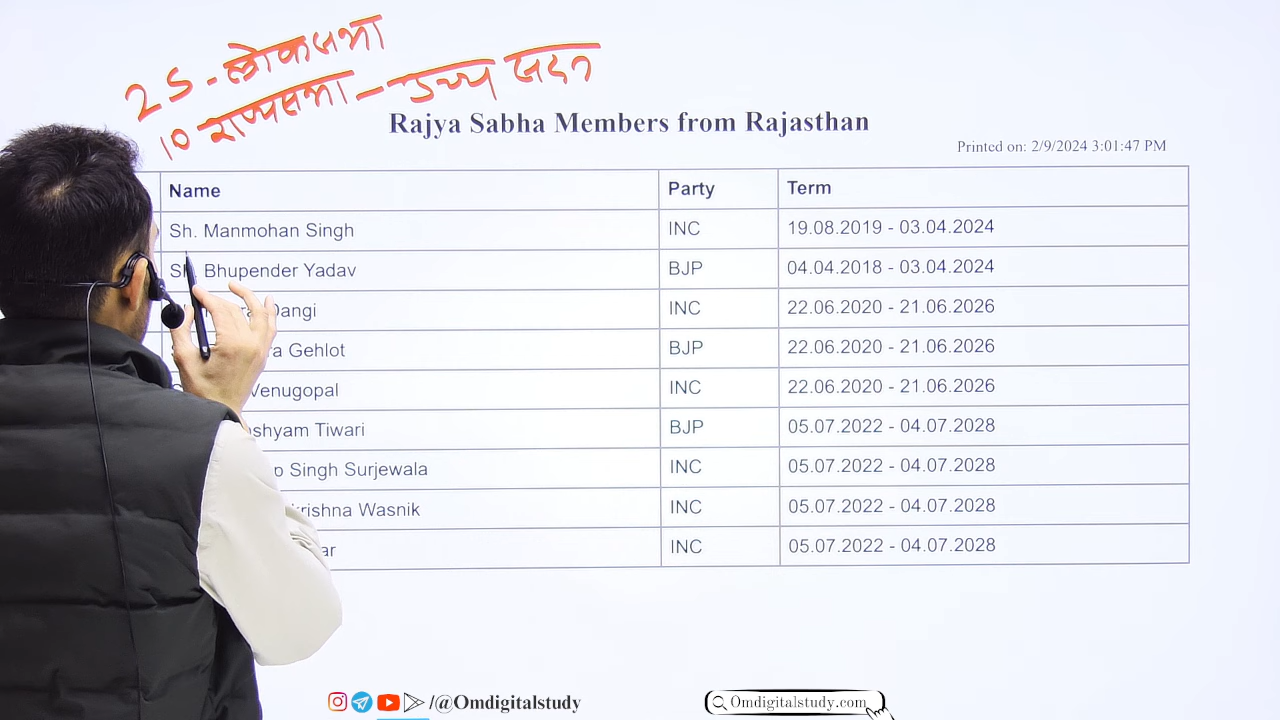 25 - लोकसभा
10 राज्यसभा - उच्च सदन
Rajya Sabha Members from Rajasthan
Printed on: 2/9/2024 3:01:47 PM
Name Party Term
Sh. Manmohan Singh INC 19.08.2019 - 03.04.2024
Bhupender Yadav BJP 04.04.2018 - 03.04.2024
Dangi INC 22.06.2020 - 21.06.2026
Gehlot BJP 22.06.2020 - 21.06.2026
Venugopal INC 22.06.2020 - 21.06.2026
Tiwari BJP 05.07.2022 - 04.07.2028
Singh Surjewala INC 05.07.2022 - 04.07.2028
Wasnik INC 05.07.2022 - 04.07.2028
INC 05.07.2022 - 04.07.2028
/@Omdigitalstudy
Omdigitalstudy.com